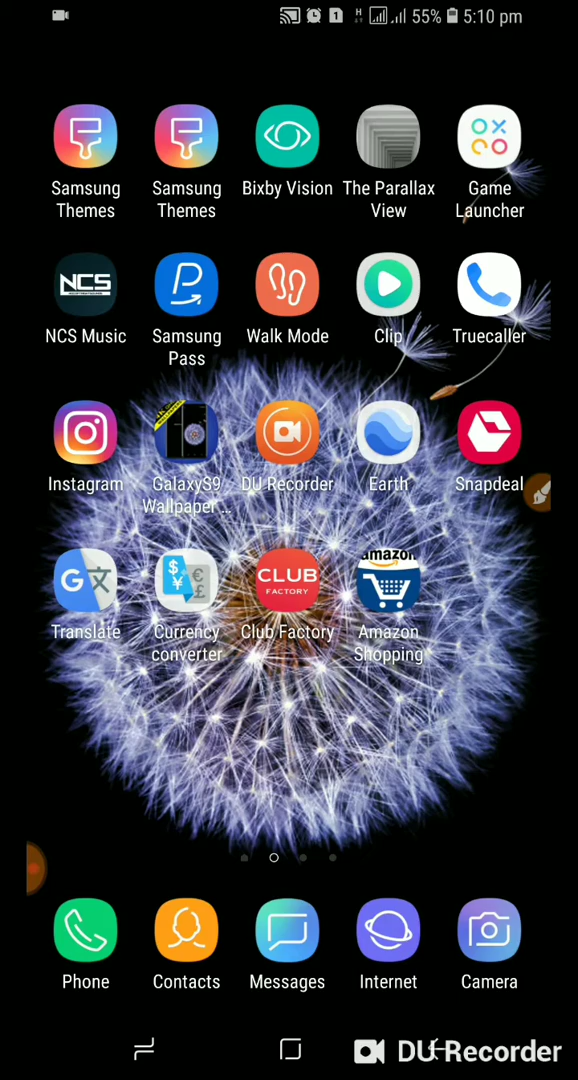 H 55% 5:10 pm
Samsung Themes
Samsung Themes
Bixby Vision
The Parallax View
Game Launcher
NCS
NCS Music
Samsung Pass
Walk Mode
Clip
Truecaller
Instagram
GalaxyS9 Wallpaper ...
DU Recorder
Earth
Snapdeal
G 文
Translate
$ ¥ € £
Currency converter
CLUB
FACTORY
Club Factory
amazon
Amazon Shopping
Phone
Contacts
Messages
Internet
Camera
DU Recorder